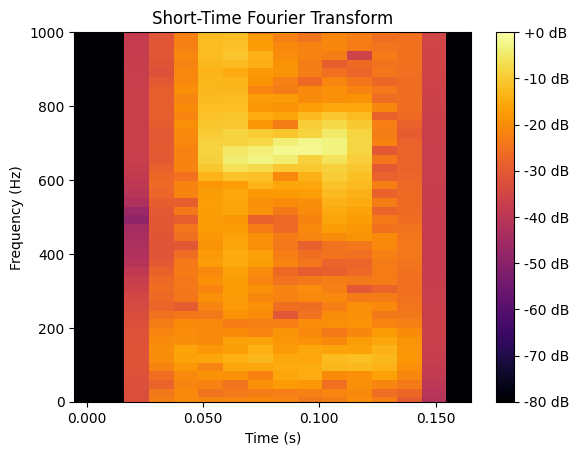 Short-Time Fourier Transform
1000
800
600
400
200
0
Frequency (Hz)
0.000
0.050
0.100
0.150
Time (s)
+0 dB
-10 dB
-20 dB
-30 dB
-40 dB
-50 dB
-60 dB
-70 dB
-80 dB